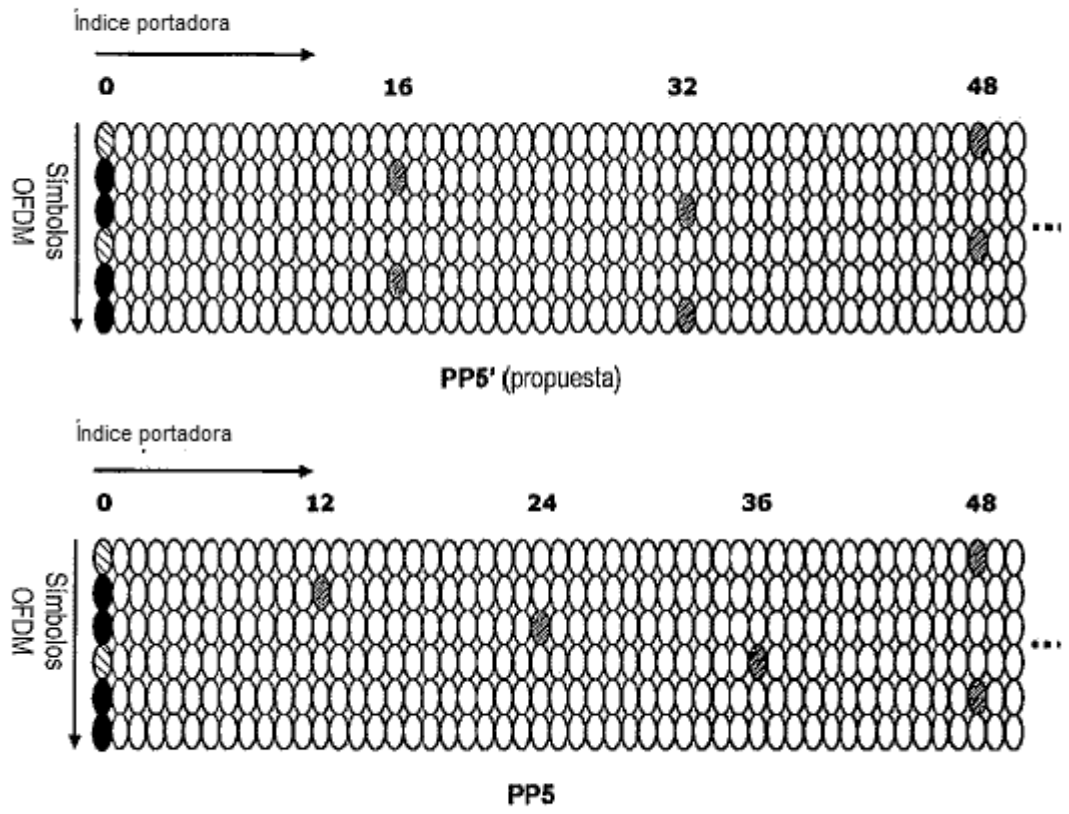 Índice portadora
0 16 32 48
Símbolos
OFDM
...
PP5' (propuesta)
Índice portadora
0 12 24 36 48
Símbolos
OFDM
...
PP5